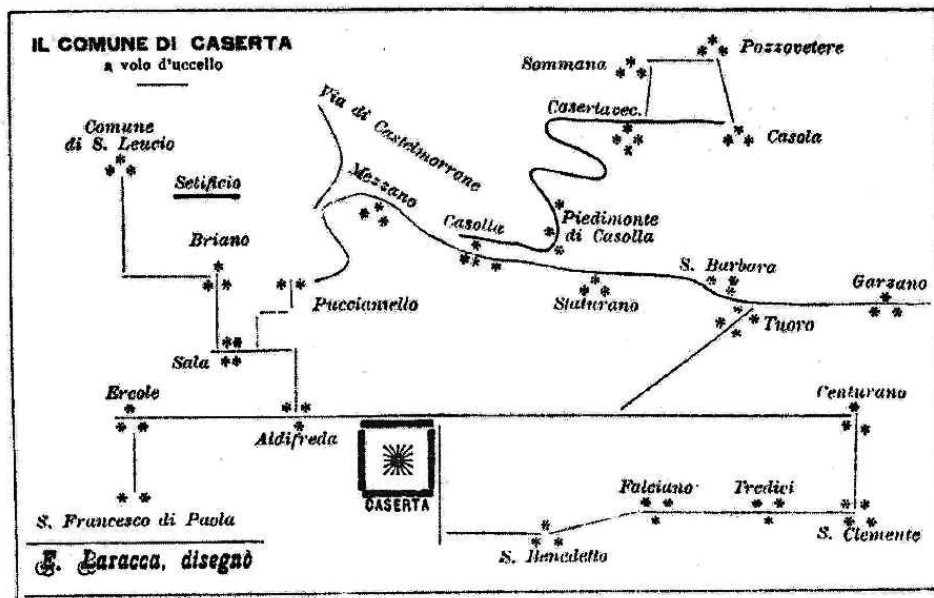 IL COMUNE DI CASERTA
a volo d'uccello
Pozzovetere
Sommana
Via di Castelmorrone
Casertavec.
Casola
Comune
di S. Leucio
Setificio
Mezzano
Casolla
Piedimonte
di Casolla
Briano
S. Barbara
Garzano
Puccianiello
Staturano
Tuoro
Sala
Ercole
Centurano
Aldifreda
CASERTA
Falciano
Tredici
S. Francesco di Paola
S. Benedetto
S. Clemente
E. Laracca, disegnò